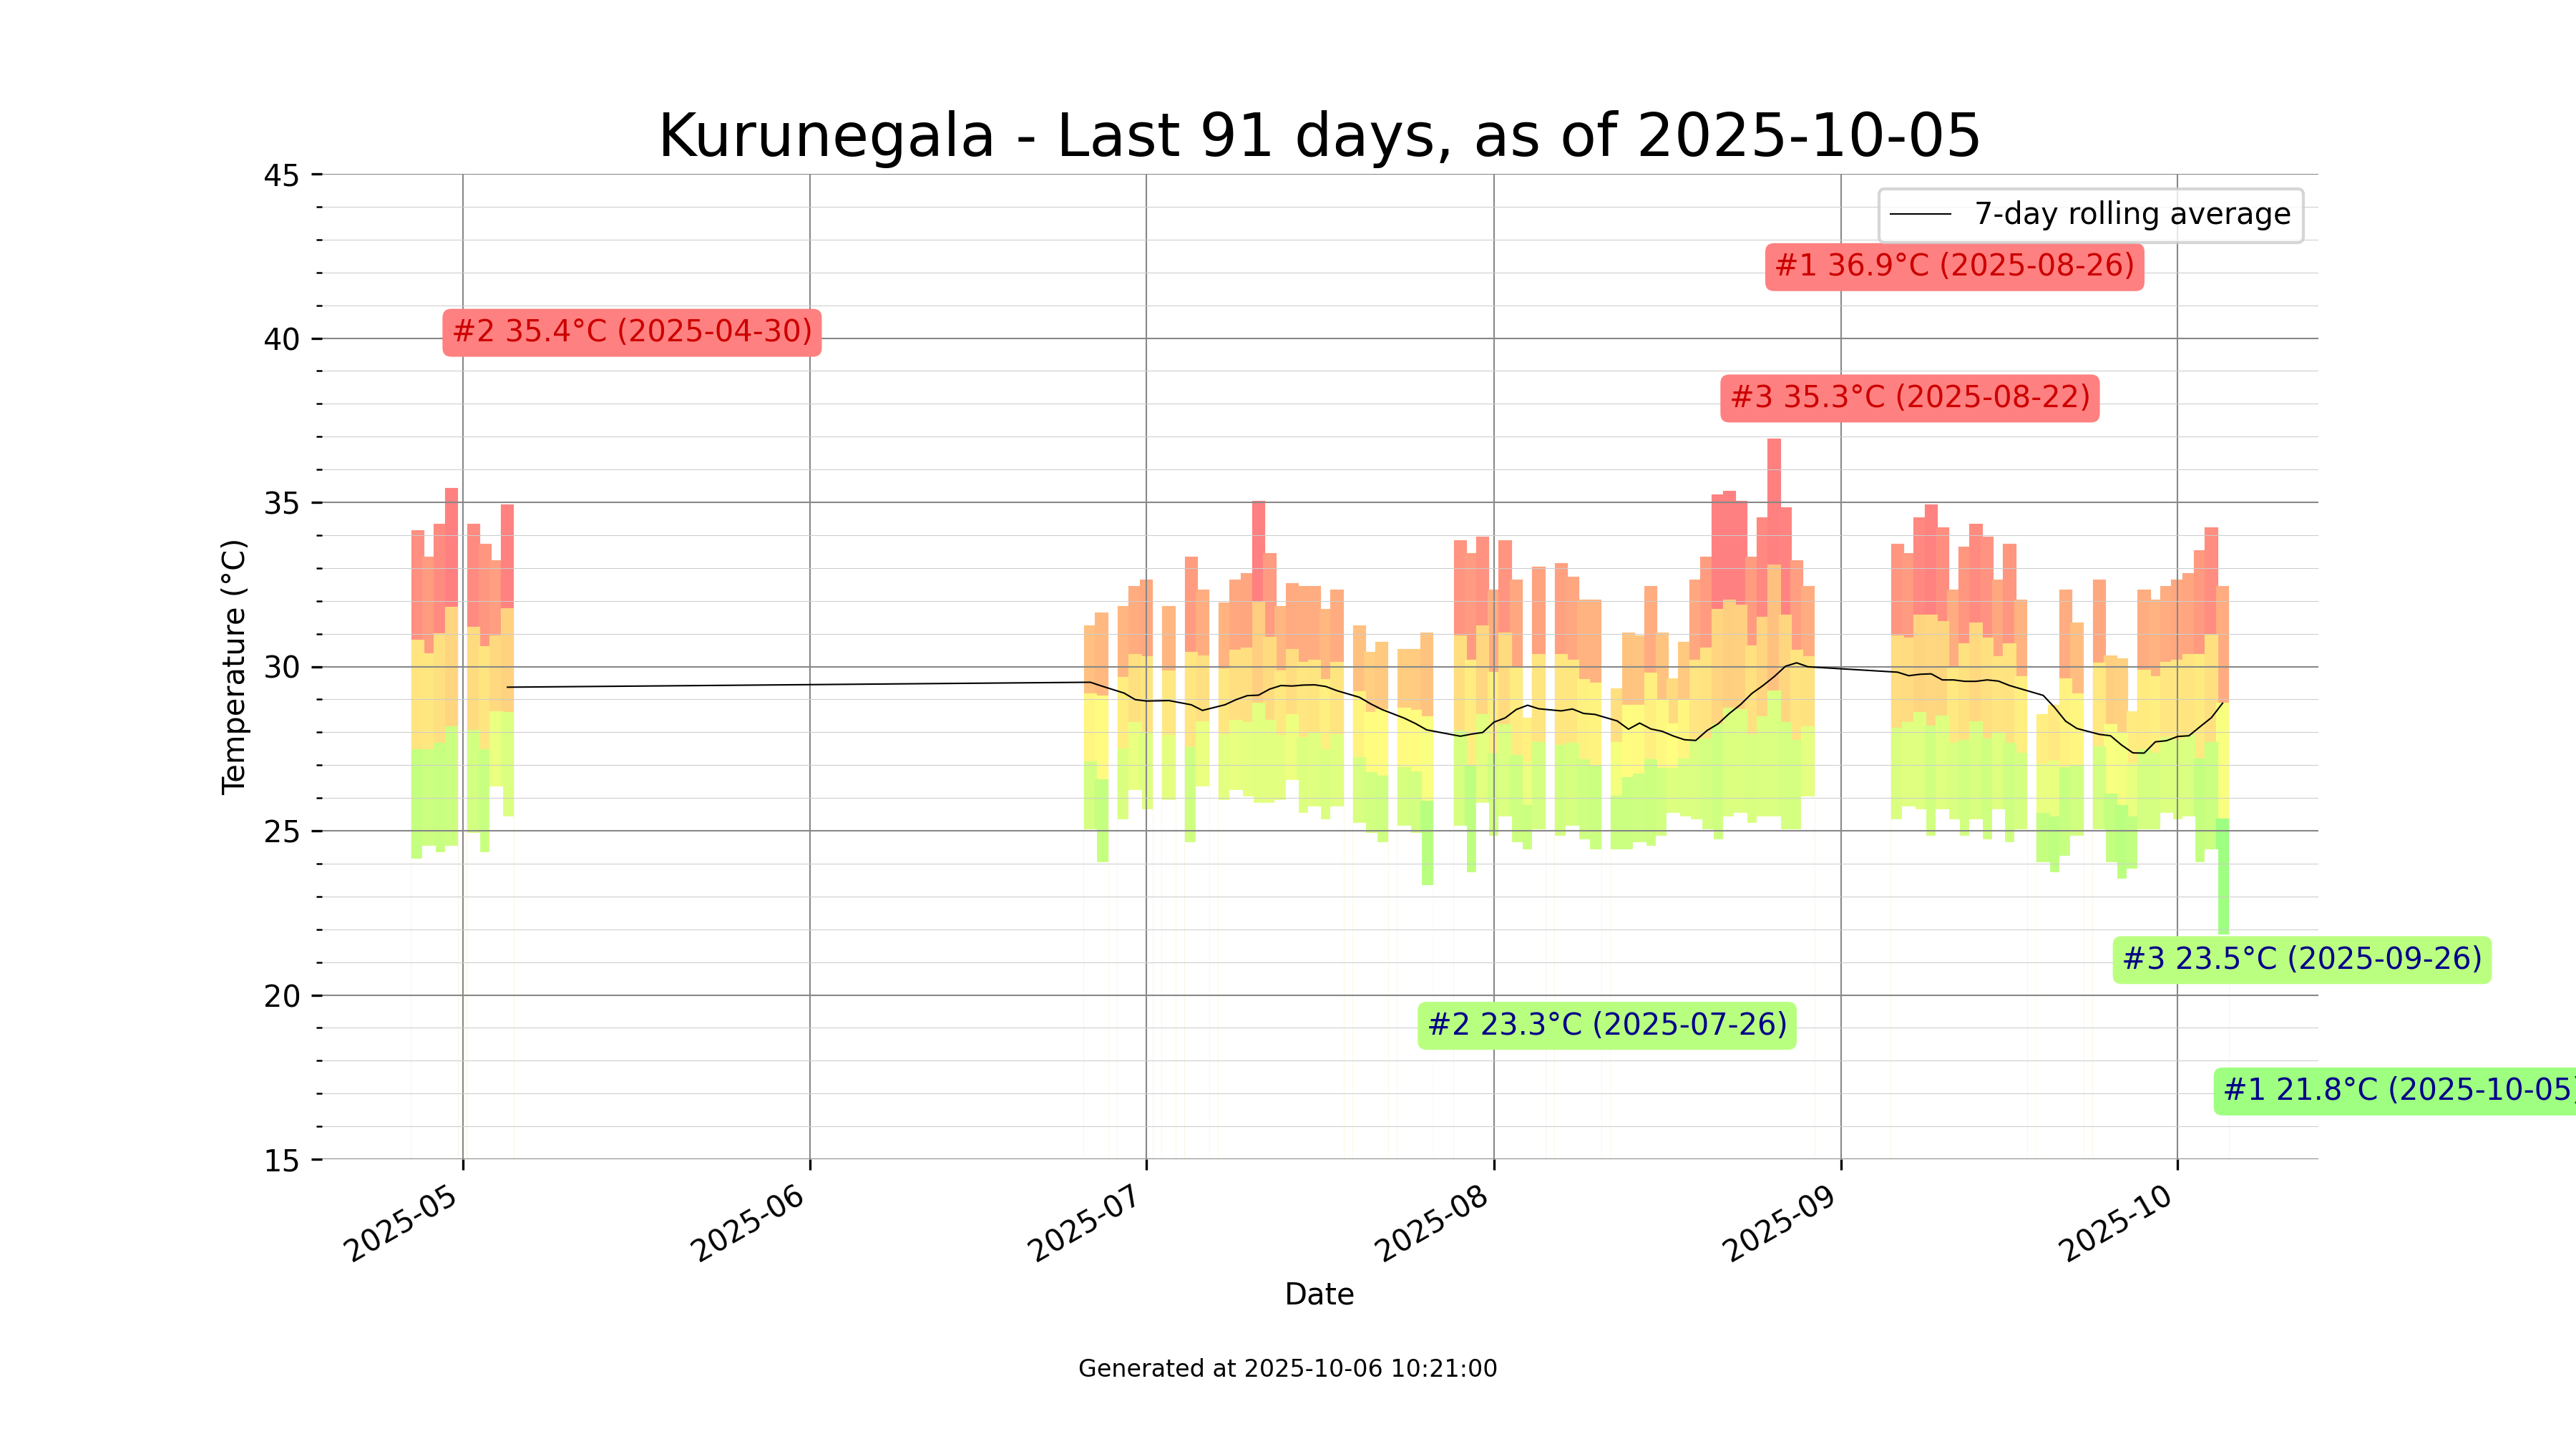 Kurunegala - Last 91 days, as of 2025-10-05
7-day rolling average
#1 36.9°C (2025-08-26)
#2 35.4°C (2025-04-30)
#3 35.3°C (2025-08-22)
#3 23.5°C (2025-09-26)
#2 23.3°C (2025-07-26)
#1 21.8°C (2025-10-05)
Temperature (°C)
45
40
35
30
25
20
15
2025-05
2025-06
2025-07
2025-08
2025-09
2025-10
Date
Generated at 2025-10-06 10:21:00